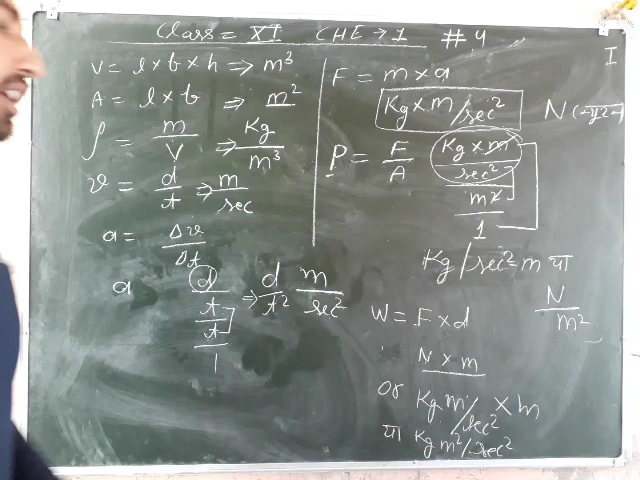 Class = XI CHE → 1 # 4
I
V = l × b × h ⇒ m³
A = l × b ⇒ m²
ρ = m/V ⇒ Kg/m³
v = d/t ⇒ m/sec
a = Δv/Δt
a d/t/t/1 ⇒ d/t² m/sec²
F = m × a
Kg × m/sec² N
P = F/A Kg × m/sec² / m²/1
Kg/sec² m या N/m²
W = F × d
N × m
or Kg m/sec² × m
या Kg m²/sec²